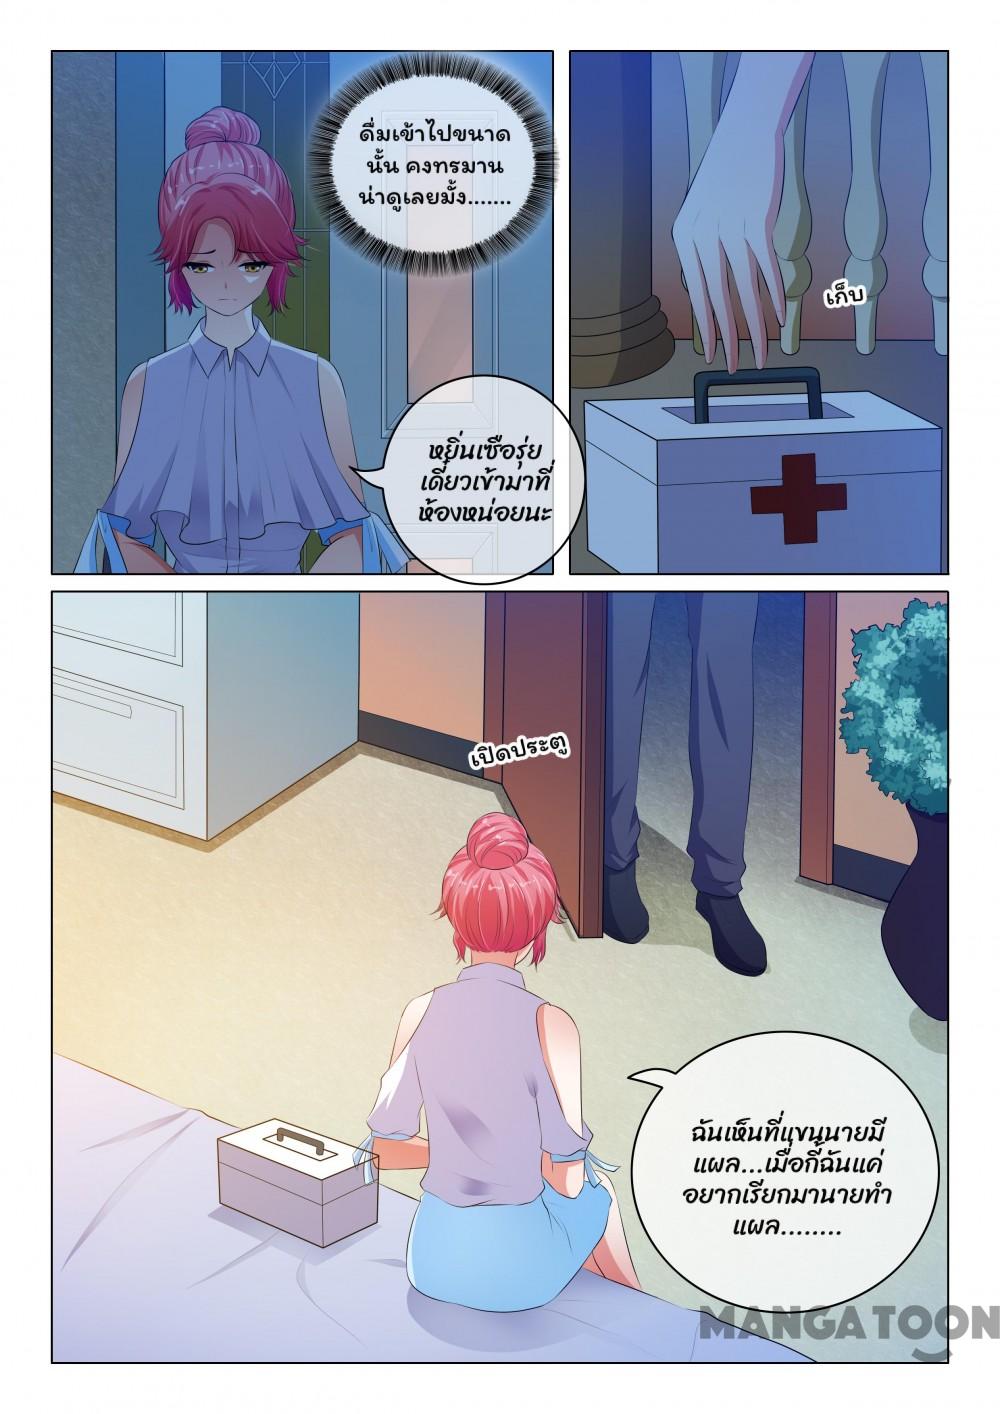 ดื่มเข้าไปขนาด
นั้น คงทรมาน
น่าดูเลยมั้ง.......
เก็บ
หยิ่นเซือรุ่ย
เดี๋ยวเข้ามาที่
ห้องหน่อยนะ
เปิดประตู
ฉันเห็นที่แขนนายมี
แผล...เมื่อกี้ฉันแค่
อยากเรียกมานายทำ
แผล........
MANGATOON